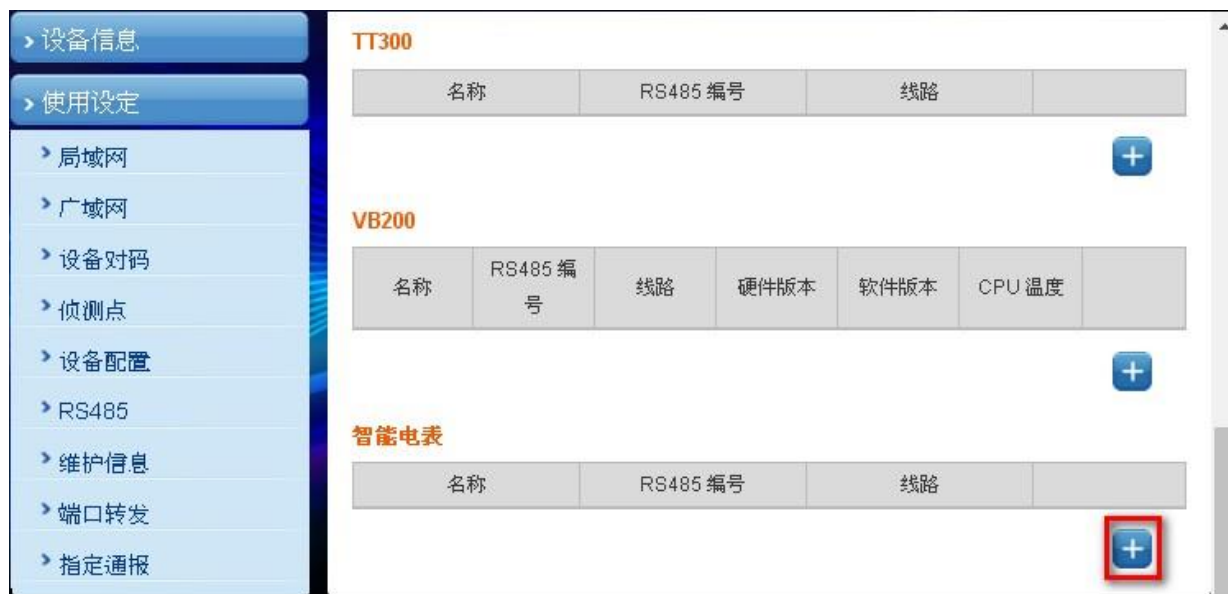 设备信息
使用设定
局域网
广域网
设备对码
侦测点
设备配置
RS485
维护信息
端口转发
指定通报
TT300
名称 RS485 编号 线路
VB200
名称 RS485 编号 线路 硬件版本 软件版本 CPU 温度
智能电表
名称 RS485 编号 线路